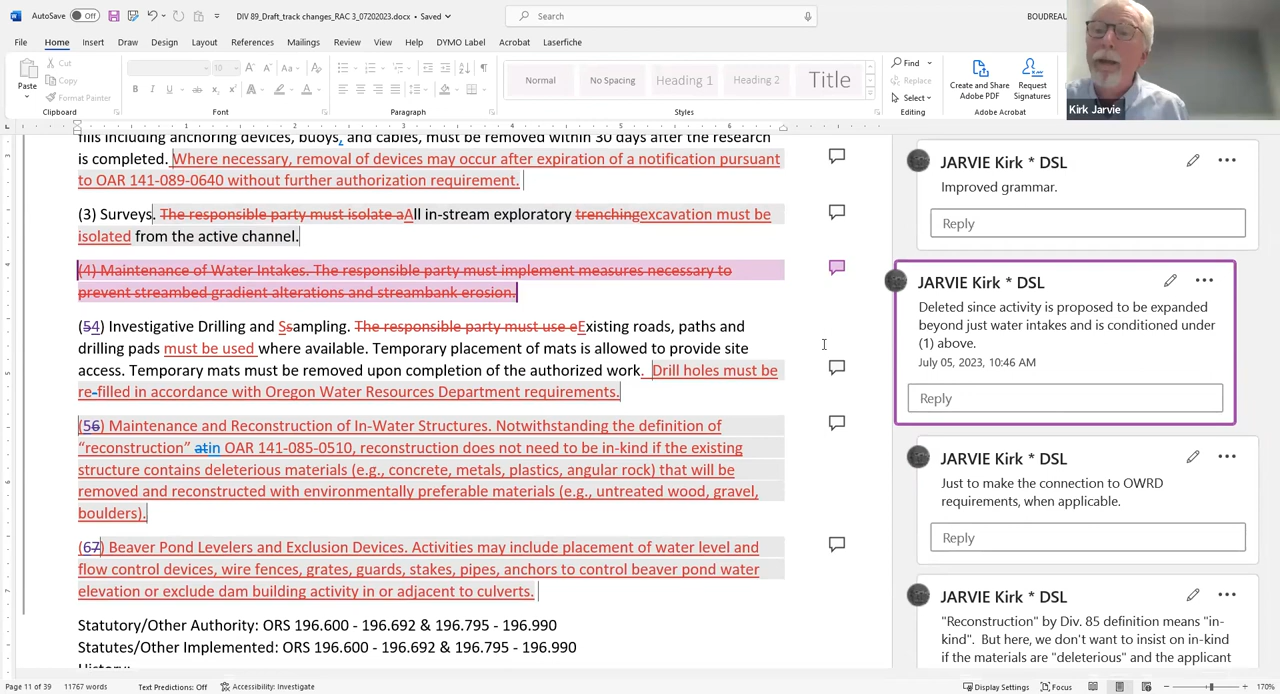 AutoSave Off DIV 89_Draft_track changes_RAC 3_07202023.docx • Saved Search BOUDREAU
File Home Insert Draw Design Layout References Mailings Review View Help DYMO Label Acrobat Laserfiche
Paste Cut Copy Format Painter 10 Normal No Spacing Heading 1 Heading 2 Title Find Replace Select Create and Share Adobe PDF Request Signatures
Clipboard Font Paragraph Styles Editing Adobe Acrobat
Kirk Jarvie
fills including anchoring devices, buoys, and cables, must be removed within 30 days after the research
is completed. Where necessary, removal of devices may occur after expiration of a notification pursuant
to OAR 141-089-0640 without further authorization requirement.
(3) Surveys. The responsible party must isolate aAll in-stream exploratory trenchingexcavation must be
isolated from the active channel.
(4) Maintenance of Water Intakes. The responsible party must implement measures necessary to
prevent streambed gradient alterations and streambank erosion.
(54) Investigative Drilling and Ssampling. The responsible party must use eExisting roads, paths and
drilling pads must be used where available. Temporary placement of mats is allowed to provide site
access. Temporary mats must be removed upon completion of the authorized work. Drill holes must be
re-filled in accordance with Oregon Water Resources Department requirements.
(56) Maintenance and Reconstruction of In-Water Structures. Notwithstanding the definition of
“reconstruction” atin OAR 141-085-0510, reconstruction does not need to be in-kind if the existing
structure contains deleterious materials (e.g., concrete, metals, plastics, angular rock) that will be
removed and reconstructed with environmentally preferable materials (e.g., untreated wood, gravel,
boulders).
(67) Beaver Pond Levelers and Exclusion Devices. Activities may include placement of water level and
flow control devices, wire fences, grates, guards, stakes, pipes, anchors to control beaver pond water
elevation or exclude dam building activity in or adjacent to culverts.
Statutory/Other Authority: ORS 196.600 - 196.692 & 196.795 - 196.990
Statutes/Other Implemented: ORS 196.600 - 196.692 & 196.795 - 196.990
History:
JARVIE Kirk * DSL
Improved grammar.
Reply
JARVIE Kirk * DSL
Deleted since activity is proposed to be expanded
beyond just water intakes and is conditioned under
(1) above.
July 05, 2023, 10:46 AM
Reply
JARVIE Kirk * DSL
Just to make the connection to OWRD
requirements, when applicable.
Reply
JARVIE Kirk * DSL
"Reconstruction" by Div. 85 definition means "in-
kind". But here, we don't want to insist on in-kind
if the materials are "deleterious" and the applicant
Page 11 of 39 11767 words Text Predictions: Off Accessibility: Investigate Display Settings Focus 170%